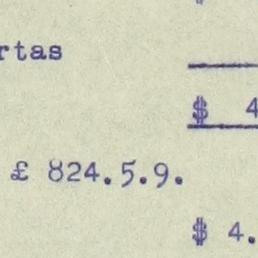 rtas
$ 4
£ 824.5.9.
$ 4.